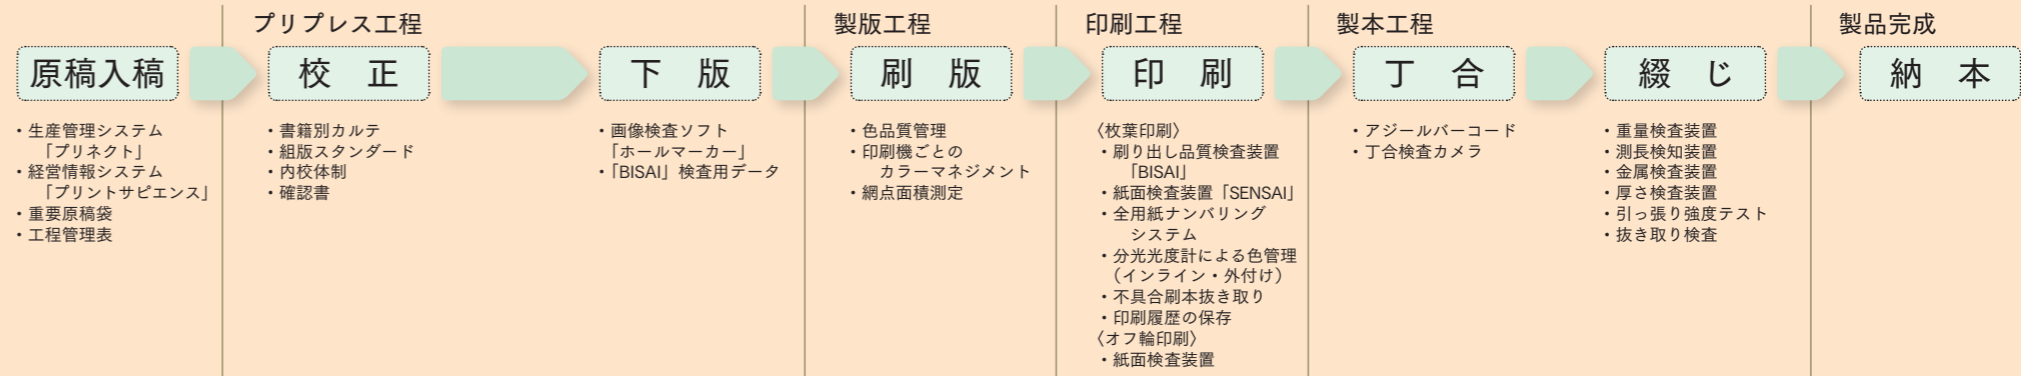 原稿入稿
・生産管理システム
「プリネクト」
・経営情報システム
「プリントサピエンス」
・重要原稿袋
・工程管理表
プリプレス工程
校 正
・書籍別カルテ
・組版スタンダード
・内校体制
・確認書
下 版
・画像検査ソフト
「ホールマーカー」
・「BISAI」検査用データ
製版工程
刷 版
・色品質管理
・印刷機ごとの
カラーマネジメント
・網点面積測定
印刷工程
印 刷
〈枚葉印刷〉
・刷り出し品質検査装置
「BISAI」
・紙面検査装置「SENSAI」
・全用紙ナンバリング
システム
・分光光度計による色管理
（インライン・外付け）
・不具合刷本抜き取り
・印刷履歴の保存
〈オフ輪印刷〉
・紙面検査装置
製本工程
丁 合
・アジールバーコード
・丁合検査カメラ
綴 じ
・重量検査装置
・測長検知装置
・金属検査装置
・厚さ検査装置
・引っ張り強度テスト
・抜き取り検査
製品完成
納 本